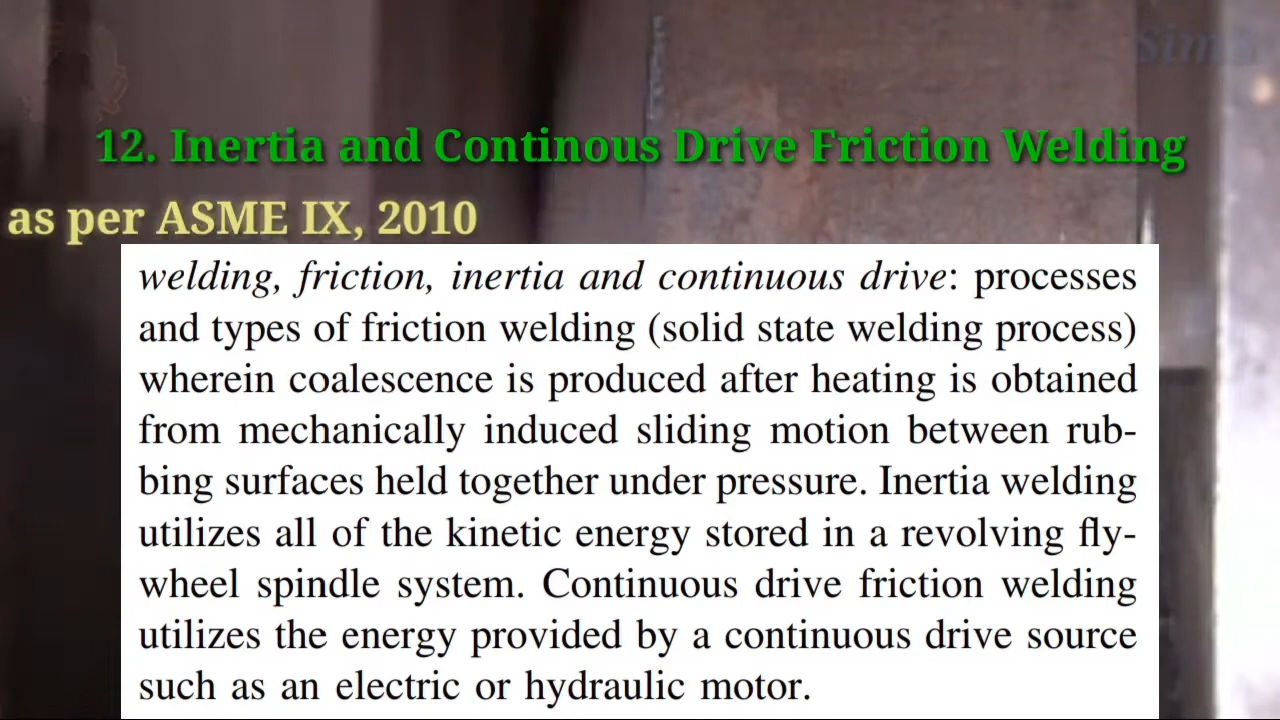 SimS
12. Inertia and Continous Drive Friction Welding
as per ASME IX, 2010
welding, friction, inertia and continuous drive: processes
and types of friction welding (solid state welding process)
wherein coalescence is produced after heating is obtained
from mechanically induced sliding motion between rub-
bing surfaces held together under pressure. Inertia welding
utilizes all of the kinetic energy stored in a revolving fly-
wheel spindle system. Continuous drive friction welding
utilizes the energy provided by a continuous drive source
such as an electric or hydraulic motor.